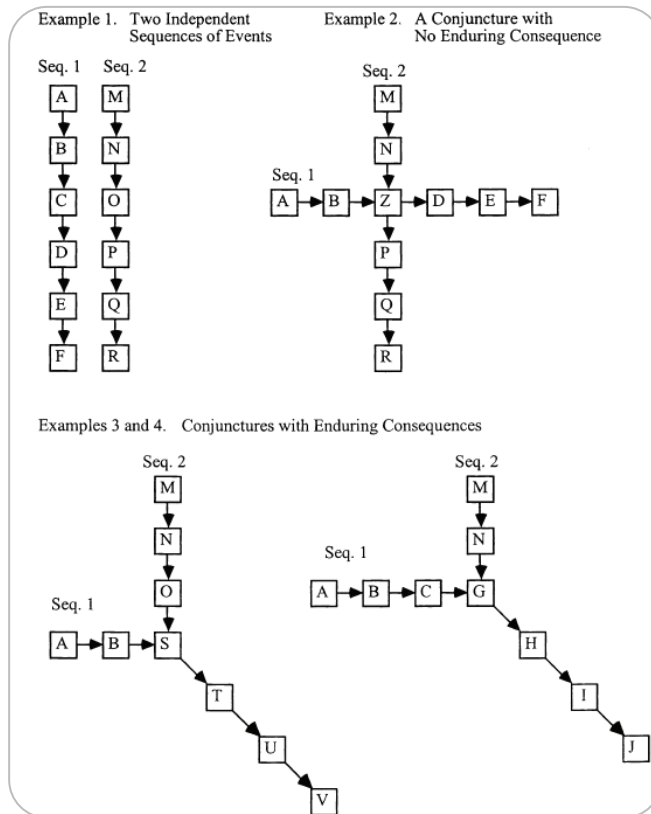 Example 1. Two Independent
Sequences of Events
Seq. 1 Seq. 2
A M
B N
C O
D P
E Q
F R
Example 2. A Conjuncture with
No Enduring Consequence
Seq. 2
M
N
Seq. 1
A B Z D E F
P
Q
R
Examples 3 and 4. Conjunctures with Enduring Consequences
Seq. 2
M
N
O
Seq. 1
A B S
T
U
V
Seq. 2
M
N
Seq. 1
A B C G
H
I
J